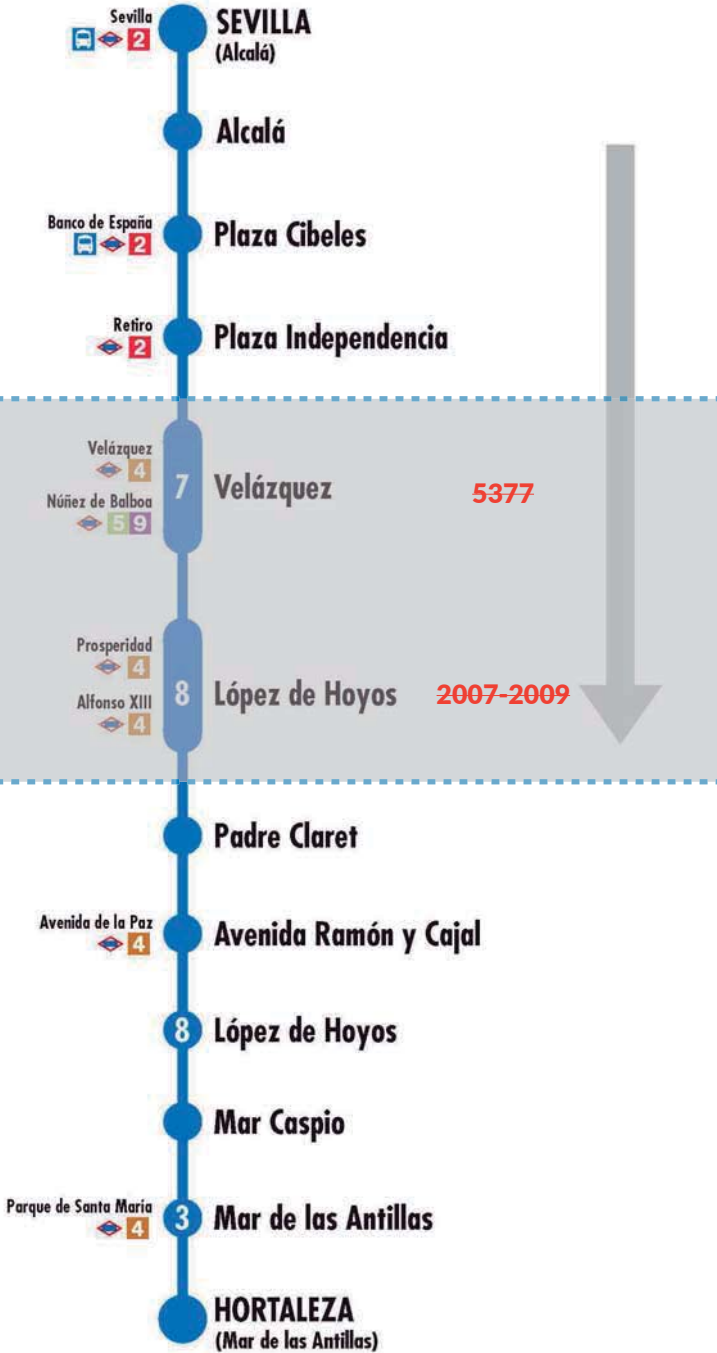 Sevilla
2
SEVILLA
(Alcalá)
Alcalá
Banco de España
2
Plaza Cibeles
Retiro
2
Plaza Independencia
Velázquez
4
Núñez de Balboa
5 9
7
Velázquez
5377
Prosperidad
4
Alfonso XIII
4
8
López de Hoyos
2007-2009
Padre Claret
Avenida de la Paz
4
Avenida Ramón y Cajal
8
López de Hoyos
Mar Caspio
Parque de Santa María
4
3
Mar de las Antillas
HORTALEZA
(Mar de las Antillas)